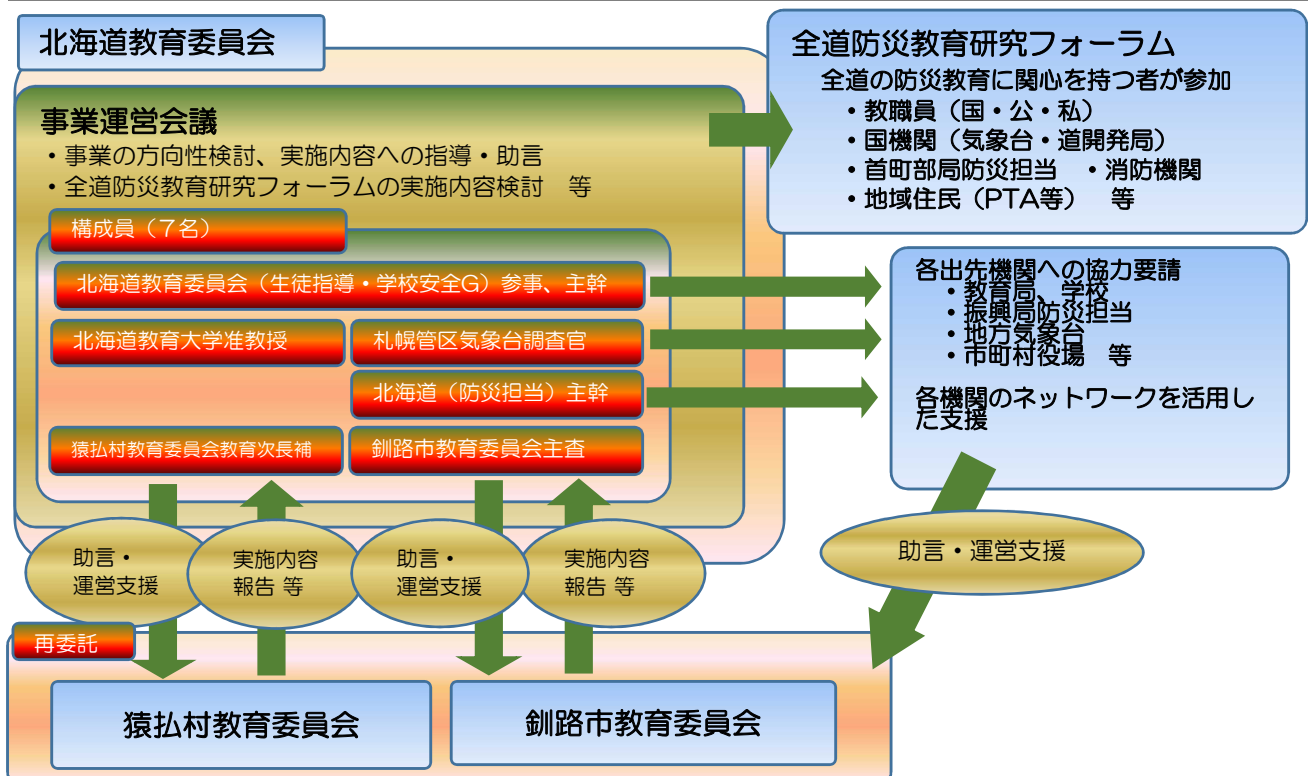 北海道教育委員会
事業運営会議
・事業の方向性検討、実施内容への指導・助言
・全道防災教育研究フォーラムの実施内容検討　等
構成員（７名）
北海道教育委員会（生徒指導・学校安全G）参事、主幹
北海道教育大学准教授
札幌管区気象台調査官
北海道（防災担当）主幹
猿払村教育委員会教育次長補
釧路市教育委員会主査
全道防災教育研究フォーラム
全道の防災教育に関心を持つ者が参加
・教職員（国・公・私）
・国機関（気象台・道開発局）
・首町部局防災担当　・消防機関
・地域住民（PTA等）　等
各出先機関への協力要請
・教育局、学校
・振興局防災担当
・地方気象台
・市町村役場　等
各機関のネットワークを活用し
た支援
助言・
運営支援
実施内容
報告 等
助言・
運営支援
実施内容
報告 等
助言・運営支援
再委託
猿払村教育委員会
釧路市教育委員会